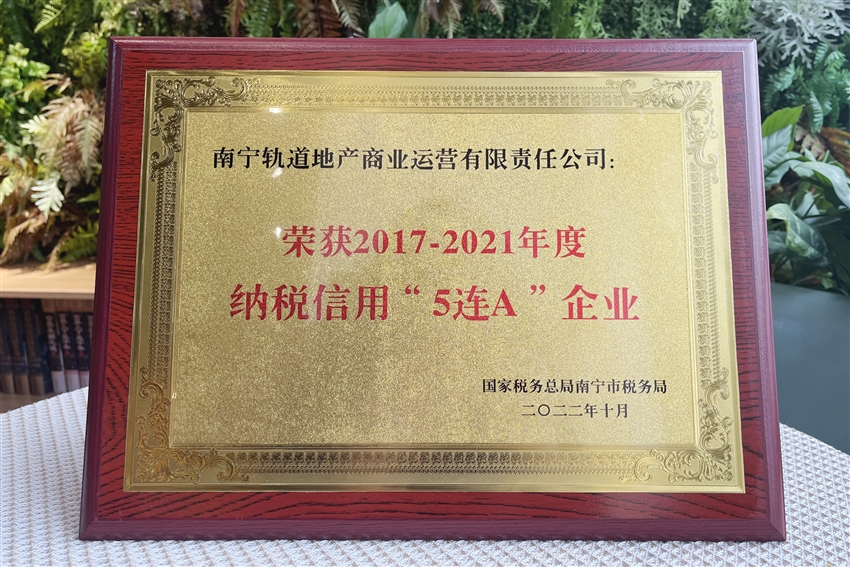 南宁轨道地产商业运营有限责任公司：
荣获2017-2021年度
纳税信用“5连A”企业
国家税务总局南宁市税务局
二〇二二年十月